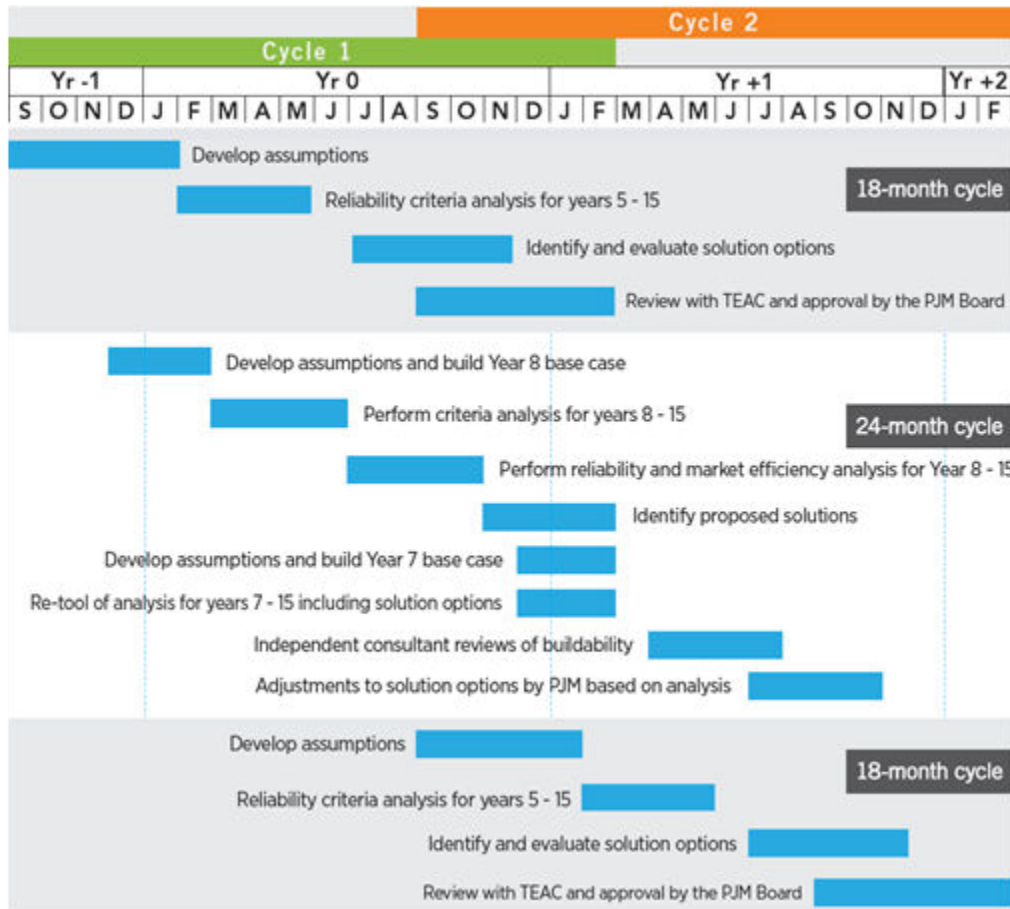 Cycle 2
Cycle 1
Yr -1 Yr 0 Yr +1 Yr +2
S O N D J F M A M J J A S O N D J F M A M J J A S O N D J F
Develop assumptions
18-month cycle
Reliability criteria analysis for years 5 - 15
Identify and evaluate solution options
Review with TEAC and approval by the PJM Board
Develop assumptions and build Year 8 base case
Perform criteria analysis for years 8 - 15
24-month cycle
Perform reliability and market efficiency analysis for Year 8 - 15
Identify proposed solutions
Develop assumptions and build Year 7 base case
Re-tool of analysis for years 7 - 15 including solution options
Independent consultant reviews of buildability
Adjustments to solution options by PJM based on analysis
Develop assumptions
18-month cycle
Reliability criteria analysis for years 5 - 15
Identify and evaluate solution options
Review with TEAC and approval by the PJM Board